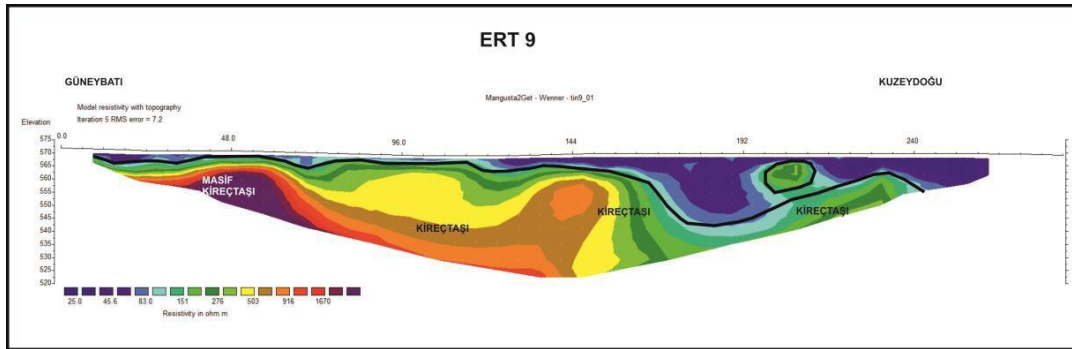 ERT 9
GÜNEYBATI
KUZEYDOĞU
Model resistivity with topography
Mangusta2Get - Wenner - tin9_01
Iteration 5 RMS error = 7.2
Elevation
0.0 48.0 96.0 144 192 240
575
570
565
560
555
550
545
540
535
530
525
520
MASİF
KİREÇTAŞI
KİREÇTAŞI
KİREÇTAŞI
KİREÇTAŞI
25.0 45.6 83.0 151 276 503 916 1670
Resistivity in ohm.m